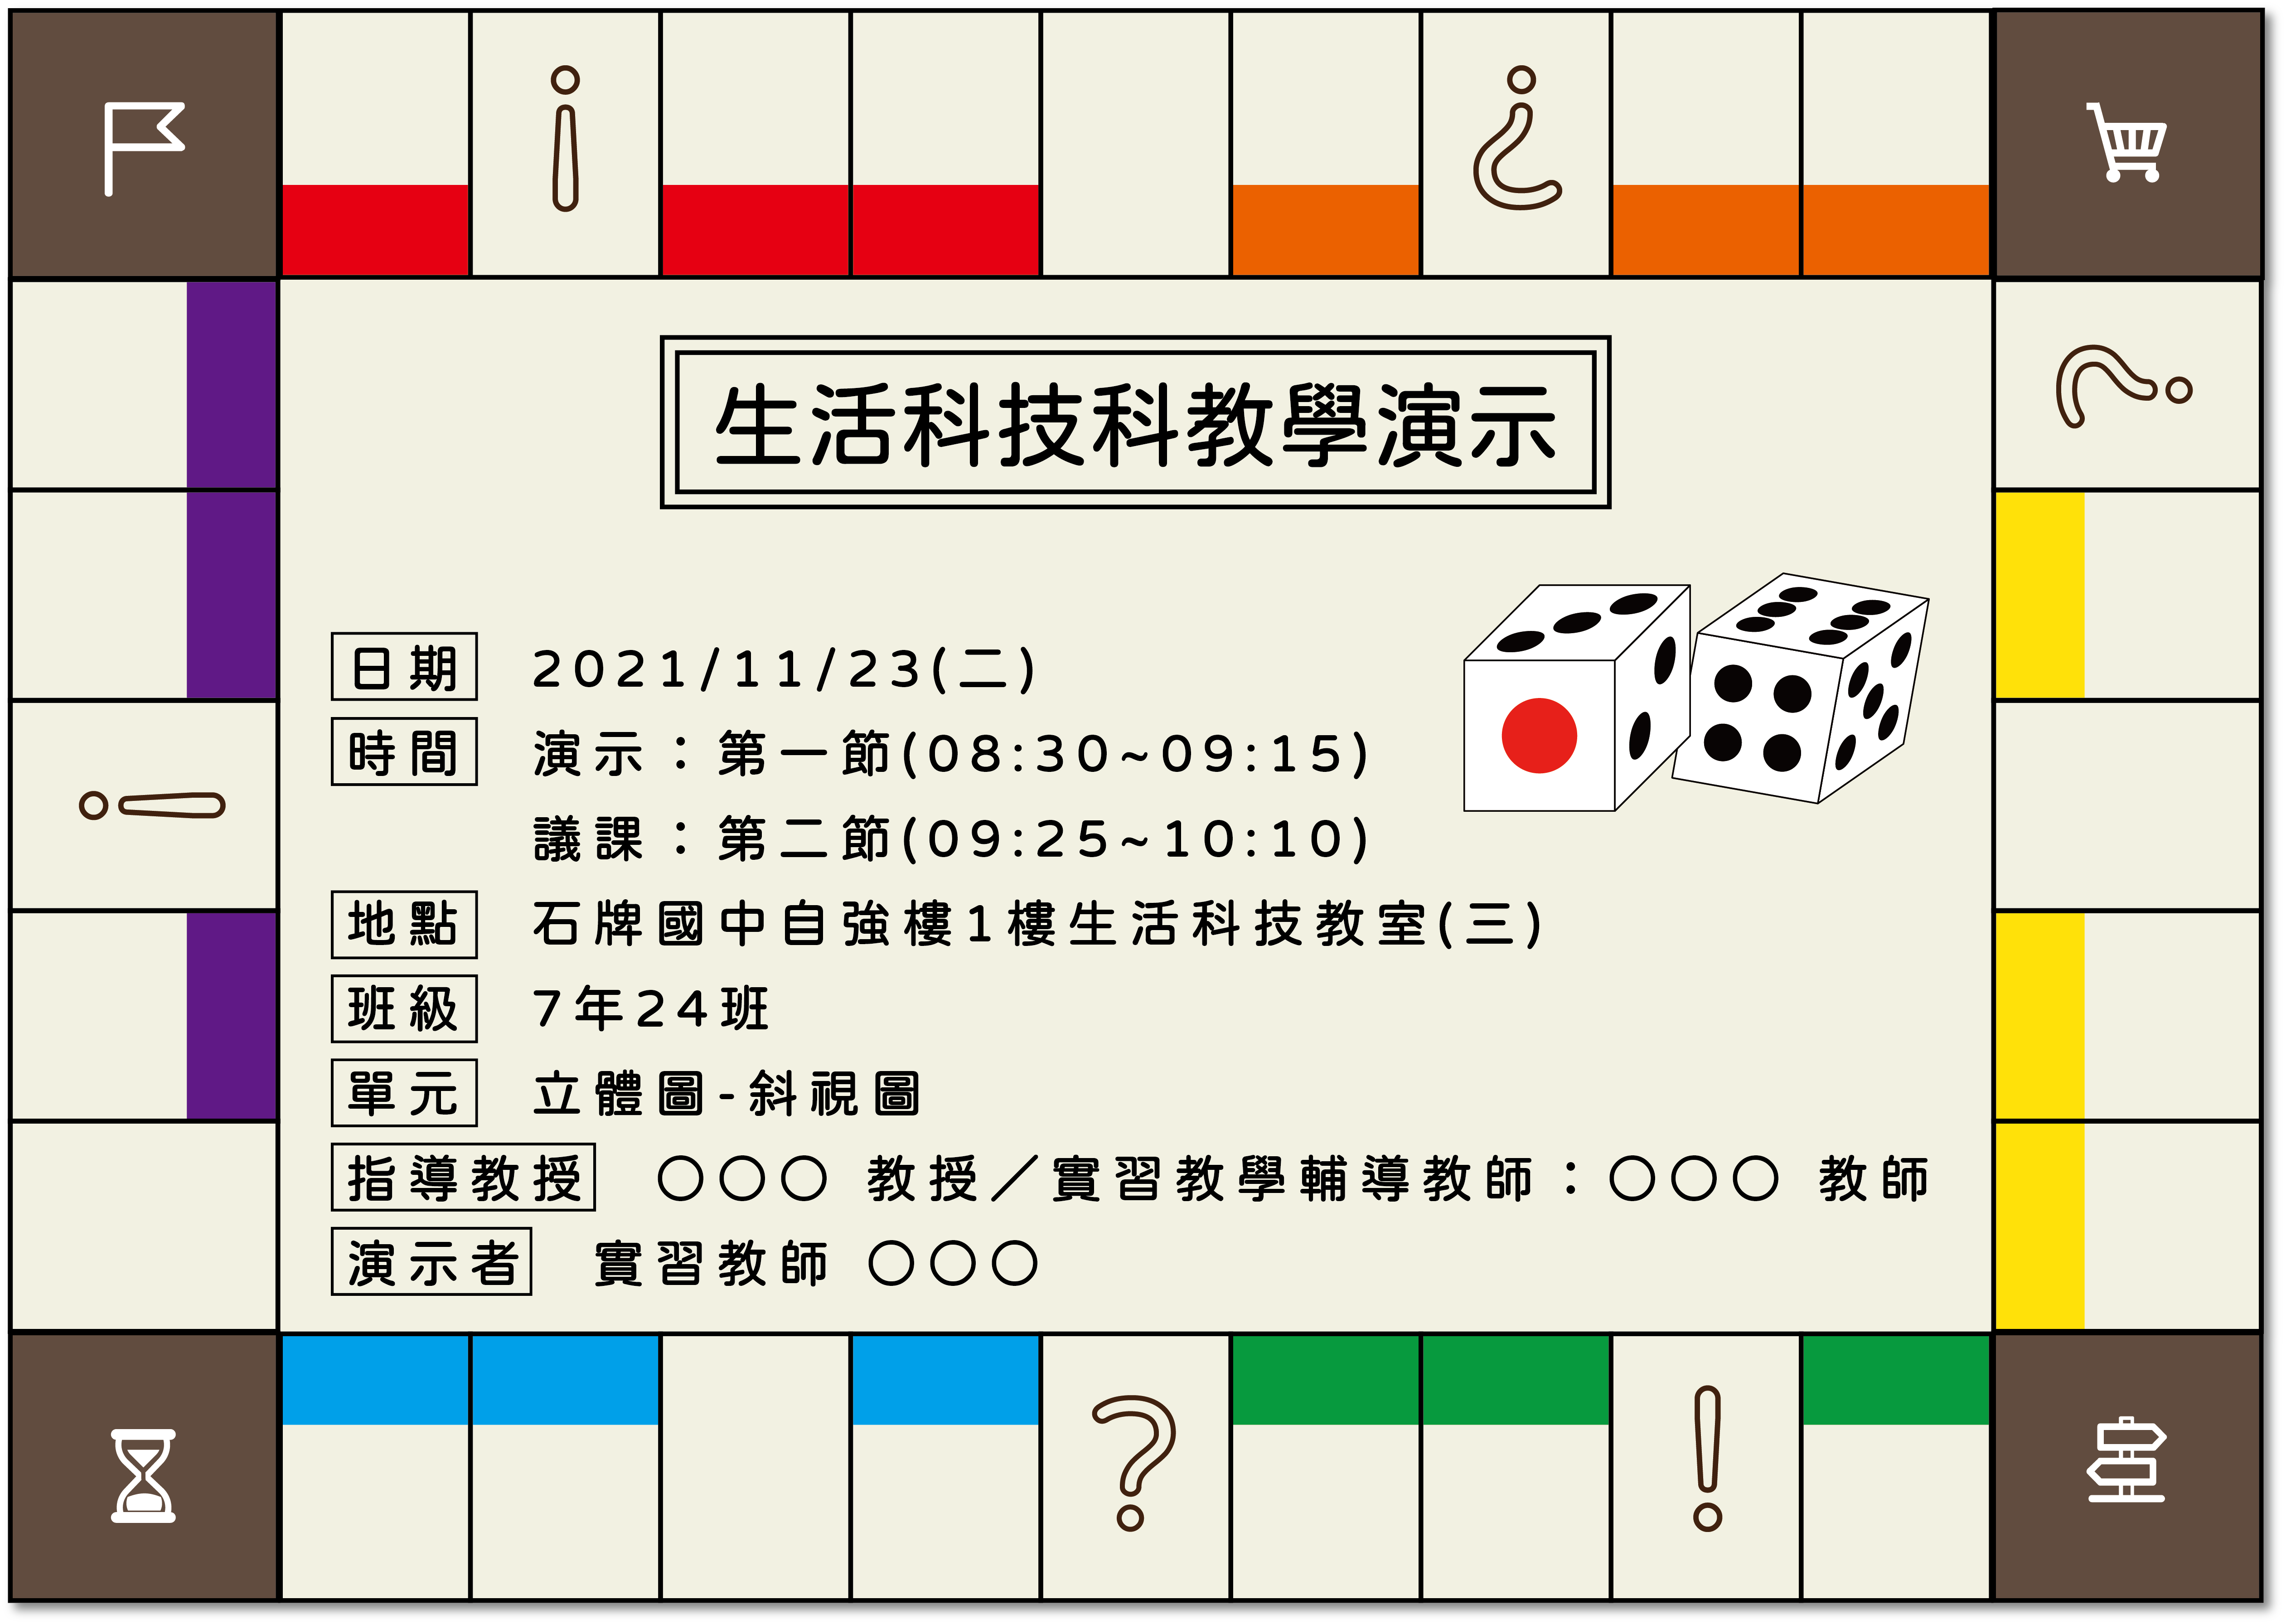 生活科技科教學演示
日期 2021/11/23(二)
時間 演示：第一節(08:30~09:15)
議課：第二節(09:25~10:10)
地點 石牌國中自強樓1樓生活科技教室(三)
班級 7年24班
單元 立體圖-斜視圖
指導教授 ○○○ 教授／實習教學輔導教師：○○○ 教師
演示者 實習教師 ○○○
?
!